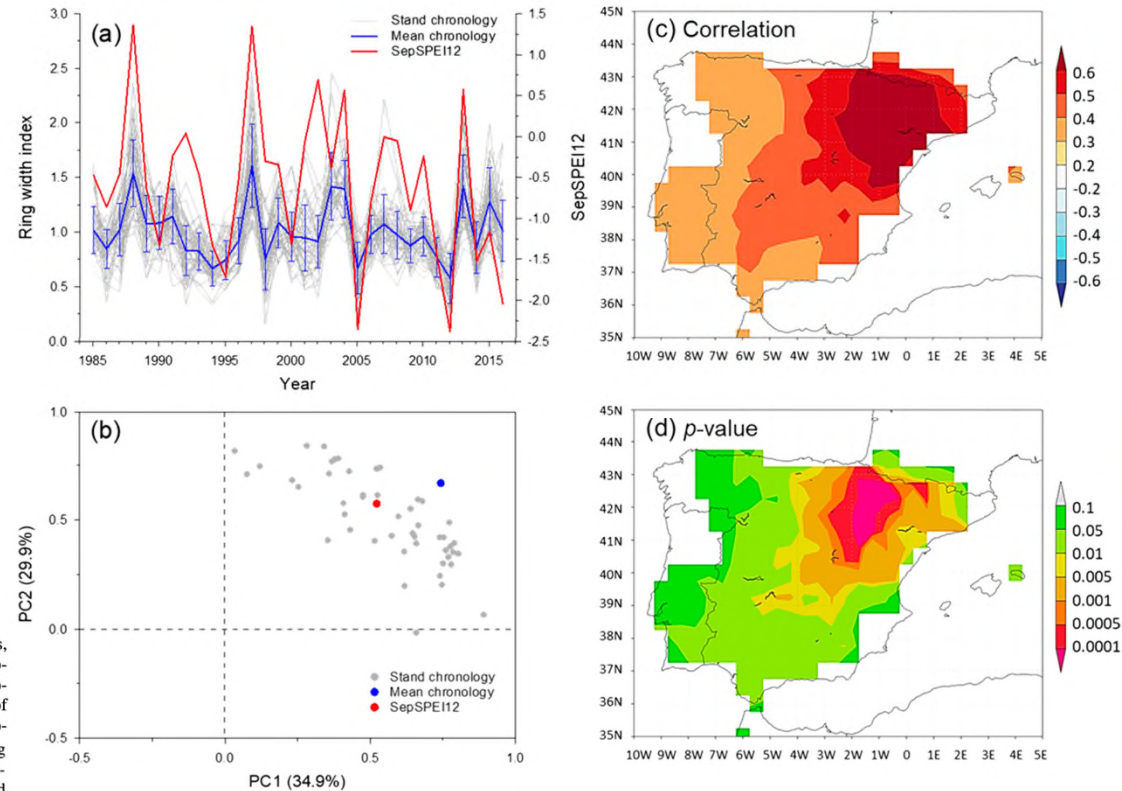 (a)
Stand chronology
Mean chronology
SepSPEI12
Ring width index
3.0
2.5
2.0
1.5
1.0
0.5
0.0
1.5
1.0
0.5
0.0
-0.5
-1.0
-1.5
-2.0
-2.5
SepSPEI12
1985 1990 1995 2000 2005 2010 2015
Year
(c) Correlation
45N
44N
43N
42N
41N
40N
39N
38N
37N
36N
35N
10W 9W 8W 7W 6W 5W 4W 3W 2W 1W 0 1E 2E 3E 4E 5E
0.6
0.5
0.4
0.3
0.2
-0.2
-0.3
-0.4
-0.5
-0.6
(b)
PC2 (29.9%)
1.0
0.5
0.0
-0.5
Stand chronology
Mean chronology
SepSPEI12
-0.5 0.0 0.5 1.0
PC1 (34.9%)
(d) p-value
45N
44N
43N
42N
41N
40N
39N
38N
37N
36N
35N
10W 9W 8W 7W 6W 5W 4W 3W 2W 1W 0 1E 2E 3E 4E 5E
0.1
0.05
0.01
0.005
0.001
0.0005
0.0001